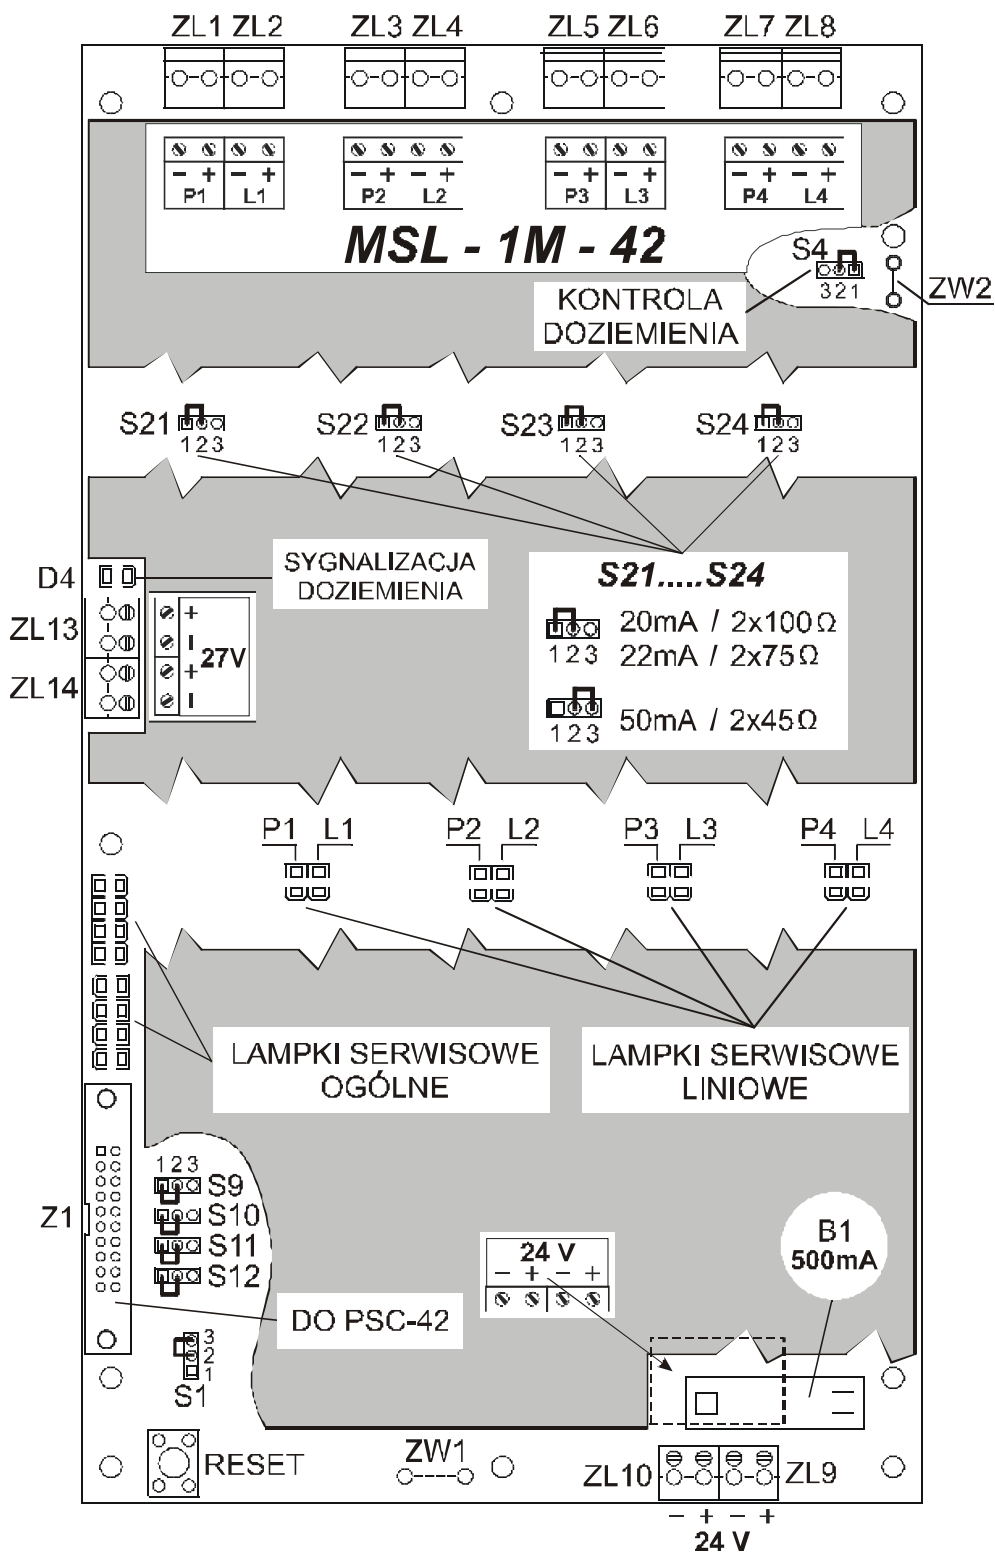 ZL1 ZL2 ZL3 ZL4 ZL5 ZL6 ZL7 ZL8
- + - + - + - + - + - + - + - +
P1 L1 P2 L2 P3 L3 P4 L4
MSL - 1M - 42
S4
321
ZW2
KONTROLA
DOZIEMIENIA
S21 S22 S23 S24
123 123 123 123
D4
SYGNALIZACJA
DOZIEMIENIA
S21.....S24
ZL13
ZL14
+
-
+
-
27V
20mA / 2x100Ω
123 22mA / 2x75Ω
123 50mA / 2x45Ω
P1 L1 P2 L2 P3 L3 P4 L4
LAMPKI SERWISOWE
OGÓLNE
LAMPKI SERWISOWE
LINIOWE
Z1
123
S9
S10
S11
S12
DO PSC-42
24 V
- + - +
B1
500mA
3
2
1
S1
RESET
ZW1
ZL10 ZL9
- + - +
24 V